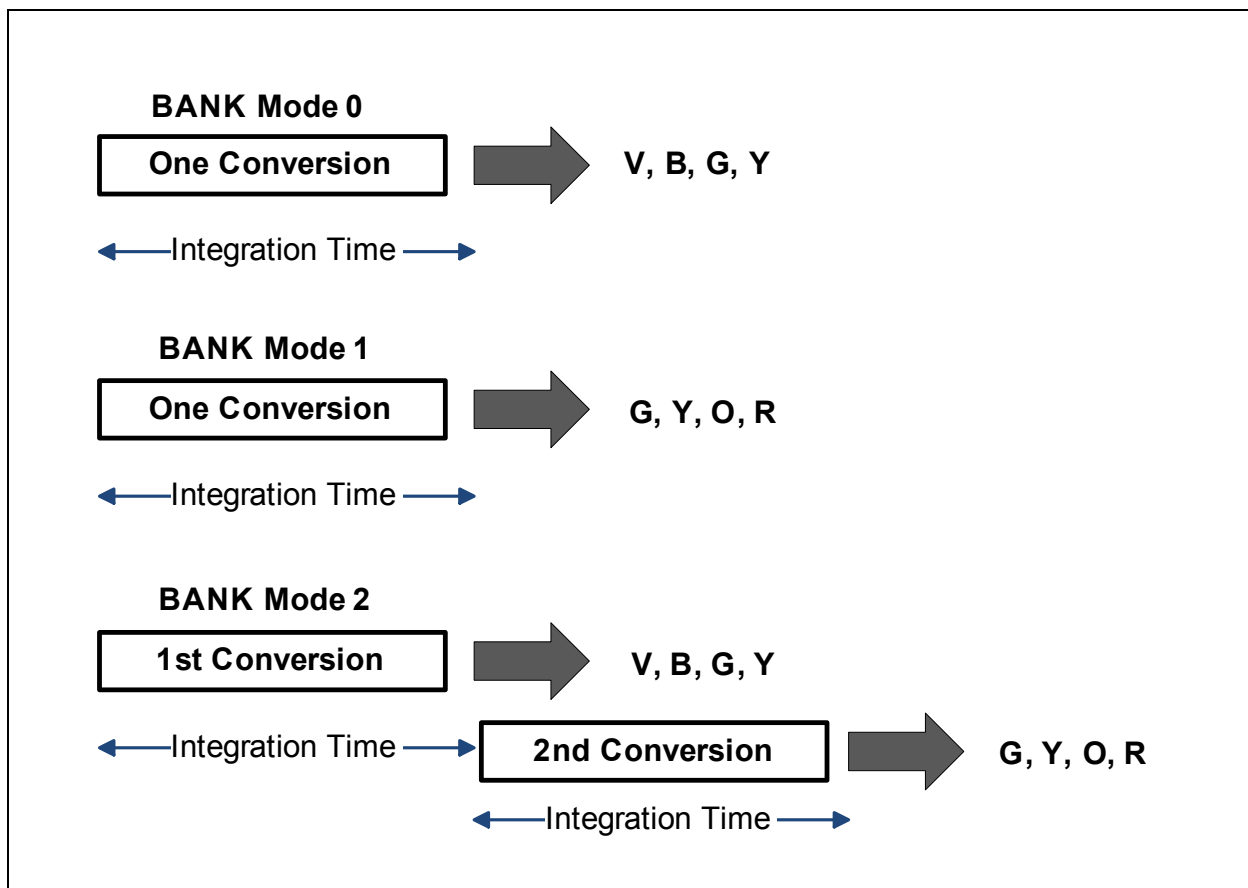 BANK Mode 0
One Conversion
V, B, G, Y
Integration Time
BANK Mode 1
One Conversion
G, Y, O, R
Integration Time
BANK Mode 2
1st Conversion
V, B, G, Y
Integration Time
2nd Conversion
G, Y, O, R
Integration Time